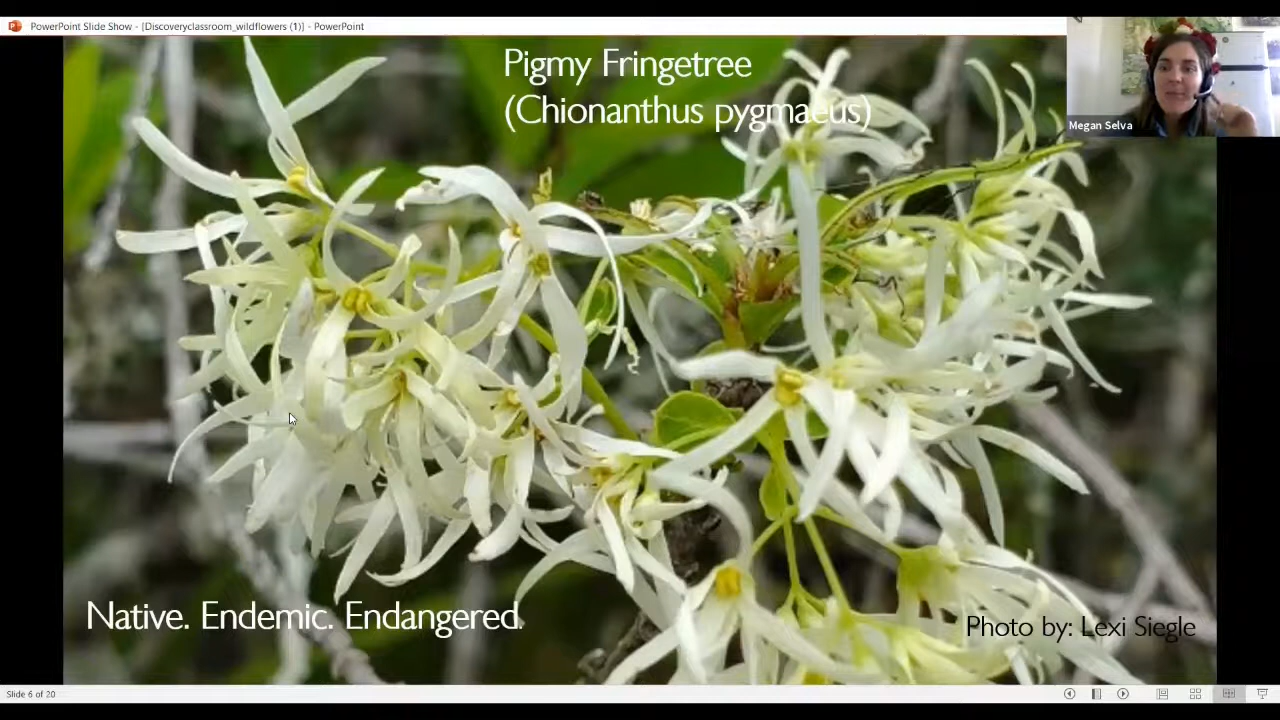 PowerPoint Slide Show - [Discoveryclassroom_wildflowers (1)] - PowerPoint
Pigmy Fringetree
(Chionanthus pygmaeus)
Megan Selva
Native. Endemic. Endangered.
Photo by: Lexi Siegle
Slide 6 of 20